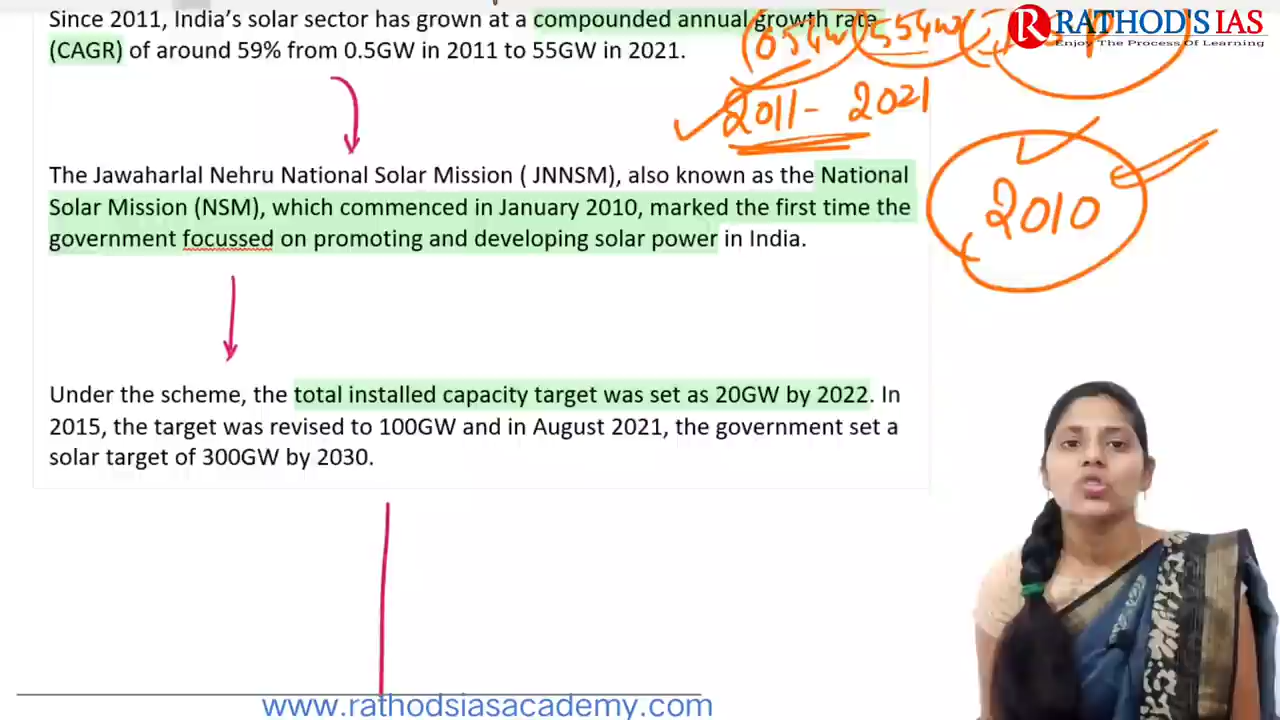 Since 2011, India's solar sector has grown at a compounded annual growth rate
(CAGR) of around 59% from 0.5GW in 2011 to 55GW in 2021.
RATHOD'S IAS
Enjoy The Process Of Learning
55GW
2011 - 2021
The Jawaharlal Nehru National Solar Mission ( JNNSM), also known as the National
Solar Mission (NSM), which commenced in January 2010, marked the first time the
government focussed on promoting and developing solar power in India.
2010
Under the scheme, the total installed capacity target was set as 20GW by 2022. In
2015, the target was revised to 100GW and in August 2021, the government set a
solar target of 300GW by 2030.
www.rathodsiasacademy.com